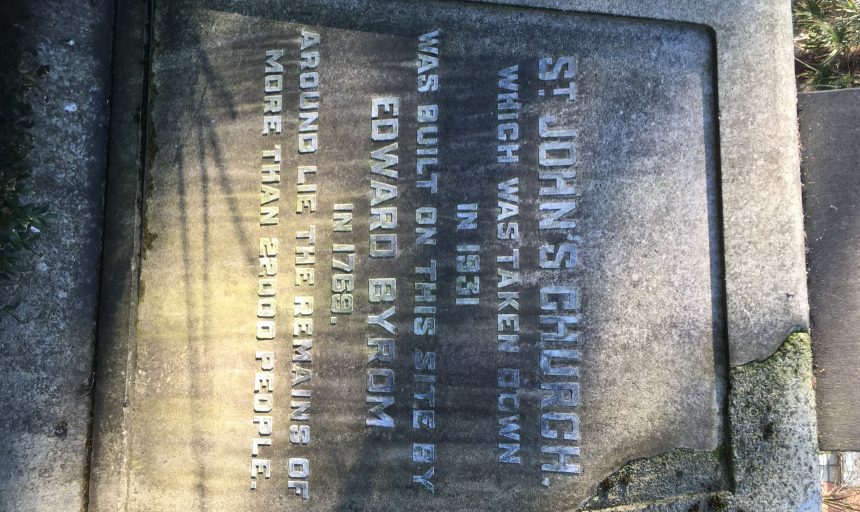 ST JOHN'S CHURCH.
WHICH WAS TAKEN DOWN
IN 1931
WAS BUILT ON THIS SITE BY
EDWARD BYROM
IN 1769.
AROUND LIE THE REMAINS OF
MORE THAN 22000 PEOPLE.